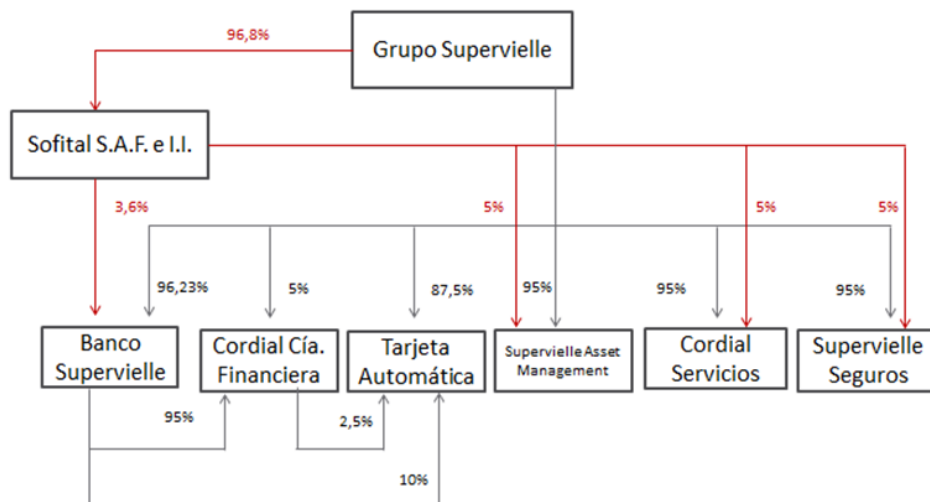 96,8%
Grupo Supervielle
Sofital S.A.F. e I.I.
3,6%
5%
5%
5%
96,23%
5%
87,5%
95%
95%
95%
Banco
Supervielle
Cordial Cía.
Financiera
Tarjeta
Automática
Supervielle Asset
Management
Cordial
Servicios
Supervielle
Seguros
95%
2,5%
10%